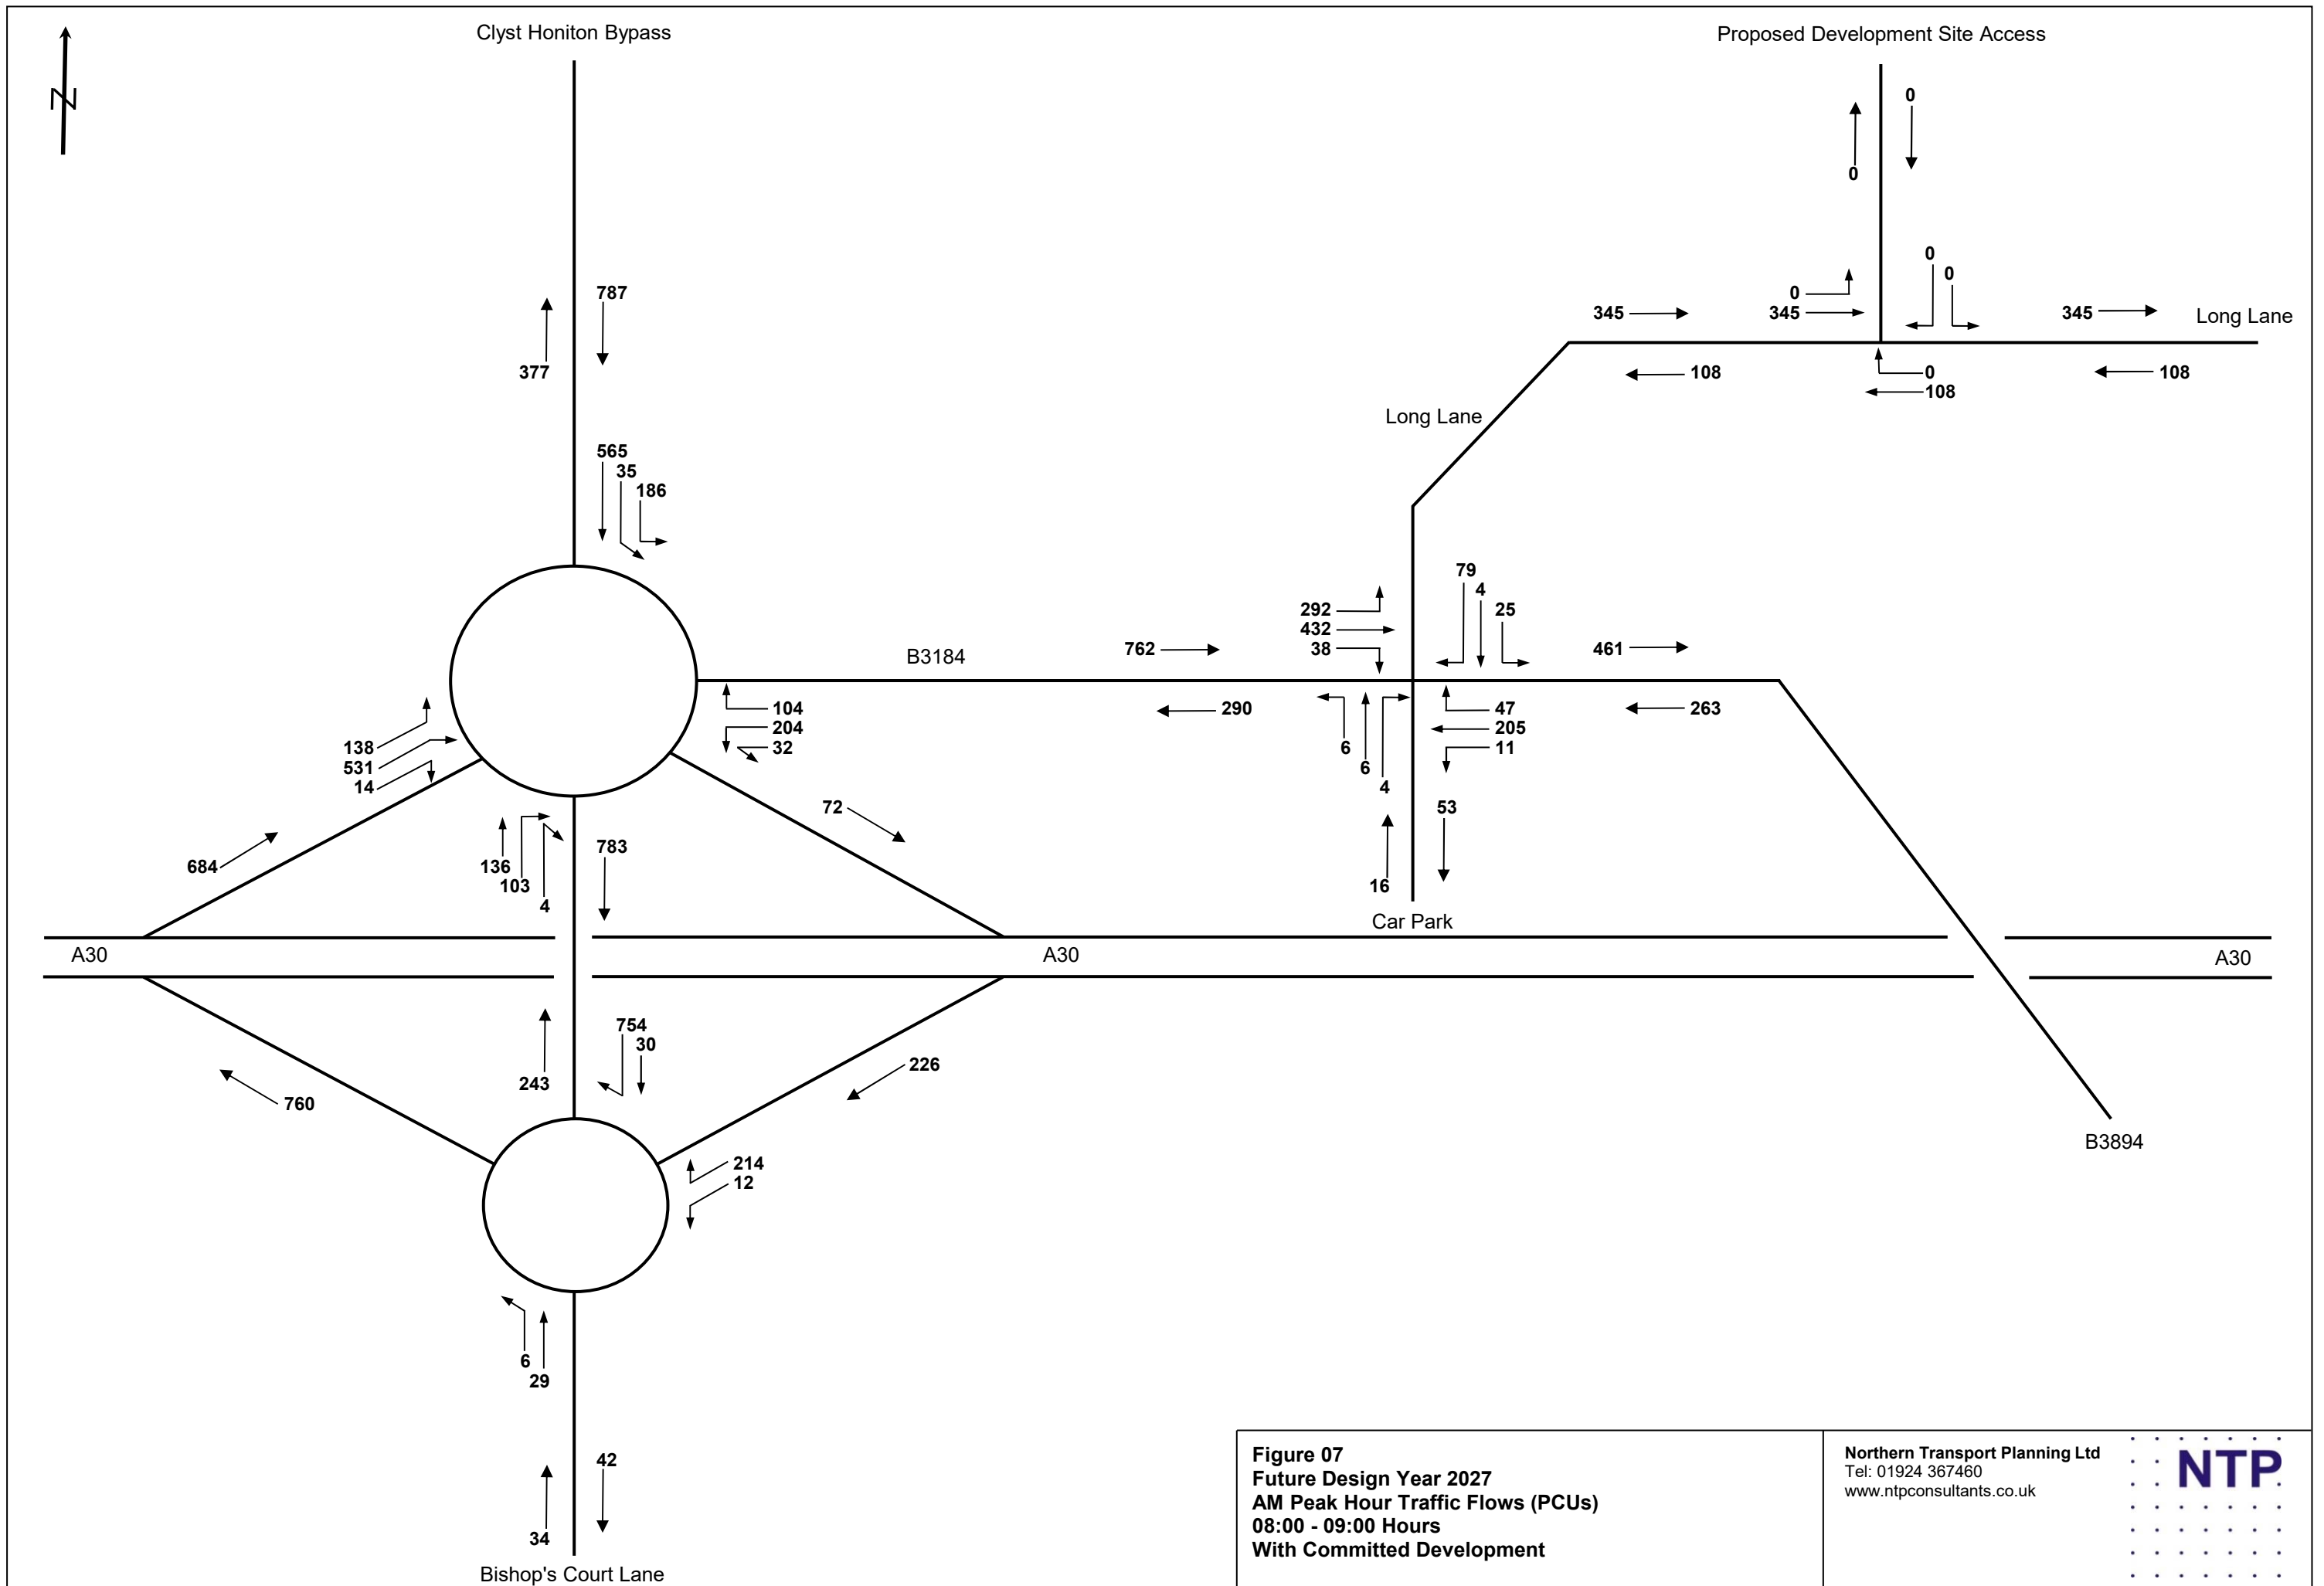 Clyst Honiton Bypass
Proposed Development Site Access
N
0
0
787
377
0
0
0
345
345
345
Long Lane
108
0
108
108
Long Lane
565
35
186
79
4
25
292
432
38
762
B3184
461
290
263
104
204
32
47
205
11
6
6
4
138
531
14
684
136
103
4
783
72
53
16
Car Park
A30
A30
A30
754
30
243
226
760
B3894
214
12
6
29
42
34
Bishop's Court Lane
Figure 07
Future Design Year 2027
AM Peak Hour Traffic Flows (PCUs)
08:00 - 09:00 Hours
With Committed Development
Northern Transport Planning Ltd
Tel: 01924 367460
www.ntpconsultants.co.uk
NTP